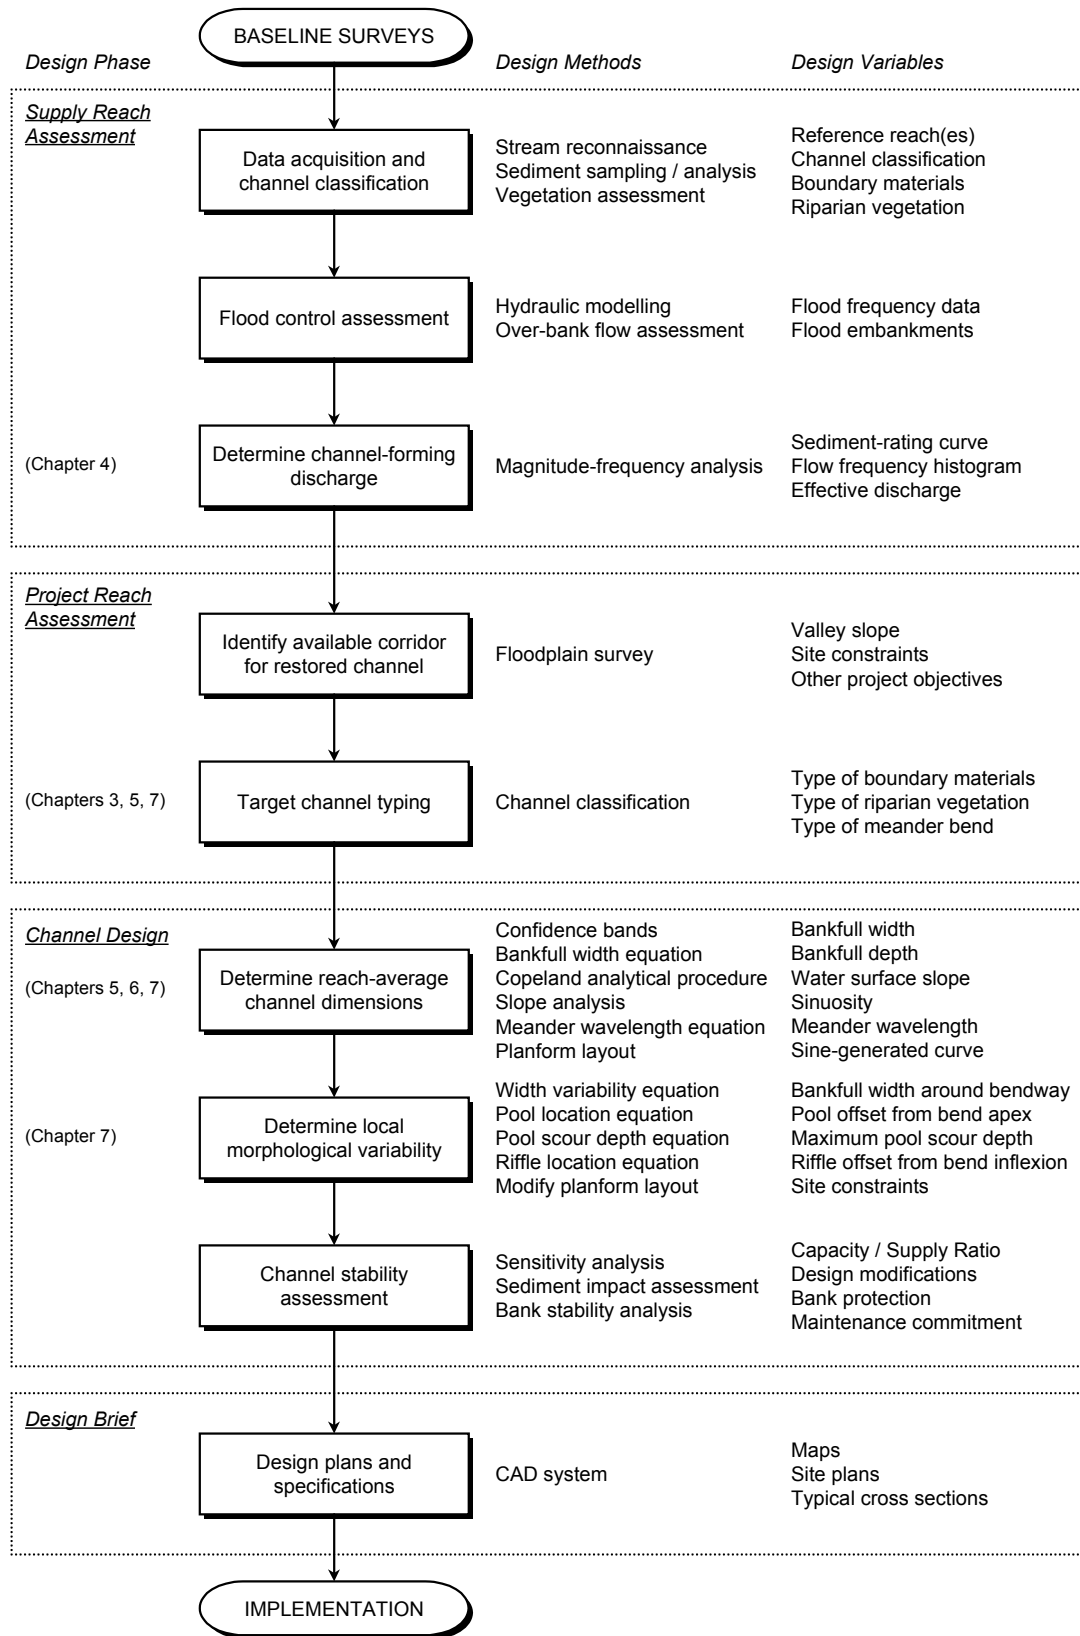 BASELINE SURVEYS
Design Phase
Design Methods
Design Variables
Supply Reach
Assessment
Data acquisition and
channel classification
Stream reconnaissance
Sediment sampling / analysis
Vegetation assessment
Reference reach(es)
Channel classification
Boundary materials
Riparian vegetation
Flood control assessment
Hydraulic modelling
Over-bank flow assessment
Flood frequency data
Flood embankments
(Chapter 4)
Determine channel-forming
discharge
Magnitude-frequency analysis
Sediment-rating curve
Flow frequency histogram
Effective discharge
Project Reach
Assessment
Identify available corridor
for restored channel
Floodplain survey
Valley slope
Site constraints
Other project objectives
(Chapters 3, 5, 7)
Target channel typing
Channel classification
Type of boundary materials
Type of riparian vegetation
Type of meander bend
Channel Design
(Chapters 5, 6, 7)
Determine reach-average
channel dimensions
Confidence bands
Bankfull width equation
Copeland analytical procedure
Slope analysis
Meander wavelength equation
Planform layout
Bankfull width
Bankfull depth
Water surface slope
Sinuosity
Meander wavelength
Sine-generated curve
(Chapter 7)
Determine local
morphological variability
Width variability equation
Pool location equation
Pool scour depth equation
Riffle location equation
Modify planform layout
Bankfull width around bendway
Pool offset from bend apex
Maximum pool scour depth
Riffle offset from bend inflexion
Site constraints
Channel stability
assessment
Sensitivity analysis
Sediment impact assessment
Bank stability analysis
Capacity / Supply Ratio
Design modifications
Bank protection
Maintenance commitment
Design Brief
Design plans and
specifications
CAD system
Maps
Site plans
Typical cross sections
IMPLEMENTATION